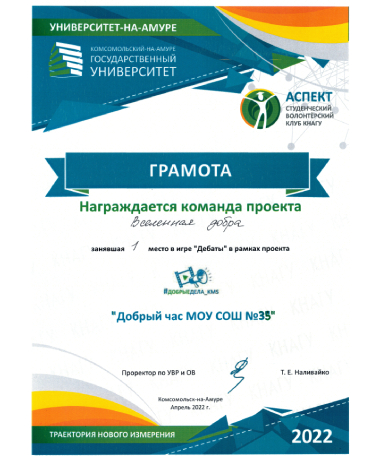 УНИВЕРСИТЕТ-НА-АМУРЕ
КОМСОМОЛЬСКИЙ-НА-АМУРЕ
ГОСУДАРСТВЕННЫЙ
УНИВЕРСИТЕТ
АСПЕКТ
СТУДЕНЧЕСКИЙ
ВОЛОНТЁРСКИЙ
КЛУБ КНАГУ
ГРАМОТА
Награждается команда проекта
Вселенная добра
занявшая 1 место в игре "Дебаты" в рамках проекта
#ДОБРЫЕДЕЛА_KMS
"Добрый час МОУ СОШ №35"
Проректор по УВР и ОВ
Т. Е. Наливайко
Комсомольск-на-Амуре
Апрель 2022 г.
ТРАЕКТОРИЯ НОВОГО ИЗМЕРЕНИЯ
2022